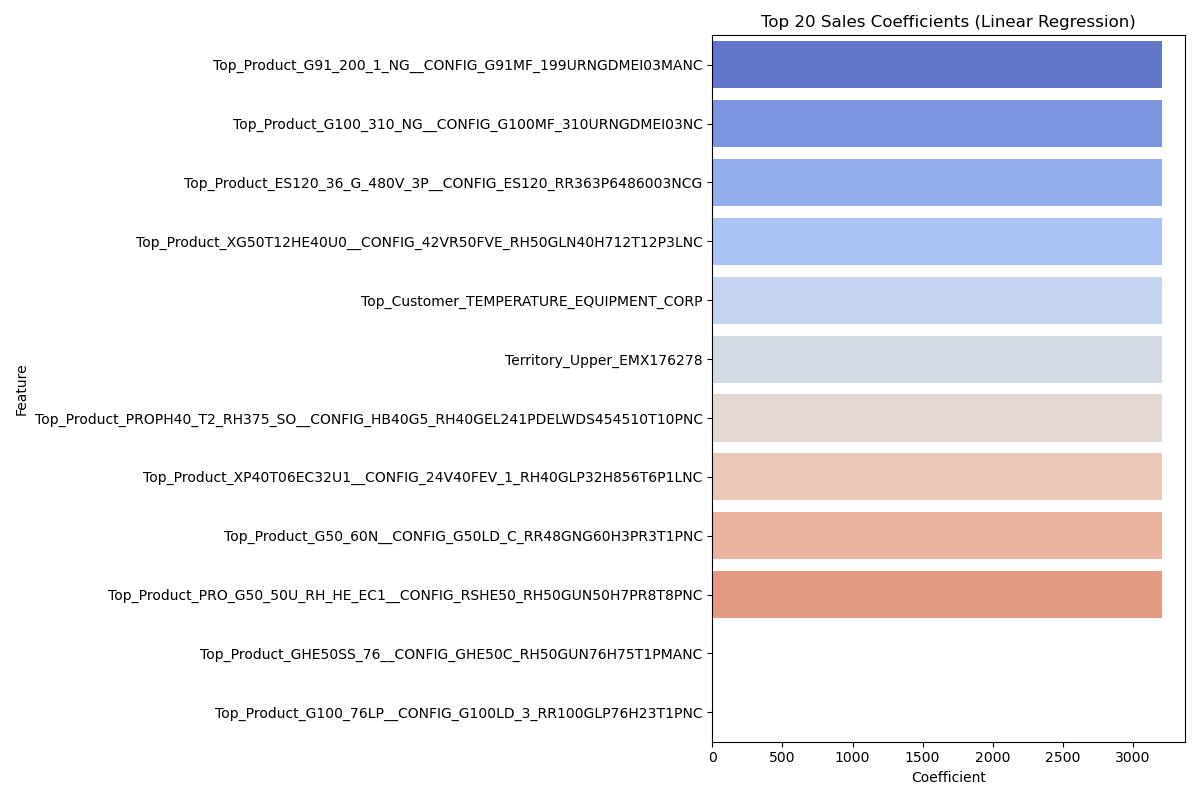 Top 20 Sales Coefficients (Linear Regression)
Top_Product_G91_200_1_NG__CONFIG_G91MF_199URNGDMEI03MANC
Top_Product_G100_310_NG__CONFIG_G100MF_310URNGDMEI03NC
Top_Product_ES120_36_G_480V_3P__CONFIG_ES120_RR363P6486003NCG
Top_Product_XG50T12HE40U0__CONFIG_42VR50FVE_RH50GLN40H712T12P3LNC
Top_Customer_TEMPERATURE_EQUIPMENT_CORP
Territory_Upper_EMX176278
Feature
Top_Product_PROPH40_T2_RH375_SO__CONFIG_HB40G5_RH40GEL241PDELWDS454510T10PNC
Top_Product_XP40T06EC32U1__CONFIG_24V40FEV_1_RH40GLP32H856T6P1LNC
Top_Product_G50_60N__CONFIG_G50LD_C_RR48GNG60H3PR3T1PNC
Top_Product_PRO_G50_50U_RH_HE_EC1__CONFIG_RSHE50_RH50GUN50H7PR8T8PNC
Top_Product_GHE50SS_76__CONFIG_GHE50C_RH50GUN76H75T1PMANC
Top_Product_G100_76LP__CONFIG_G100LD_3_RR100GLP76H23T1PNC
0 500 1000 1500 2000 2500 3000
Coefficient